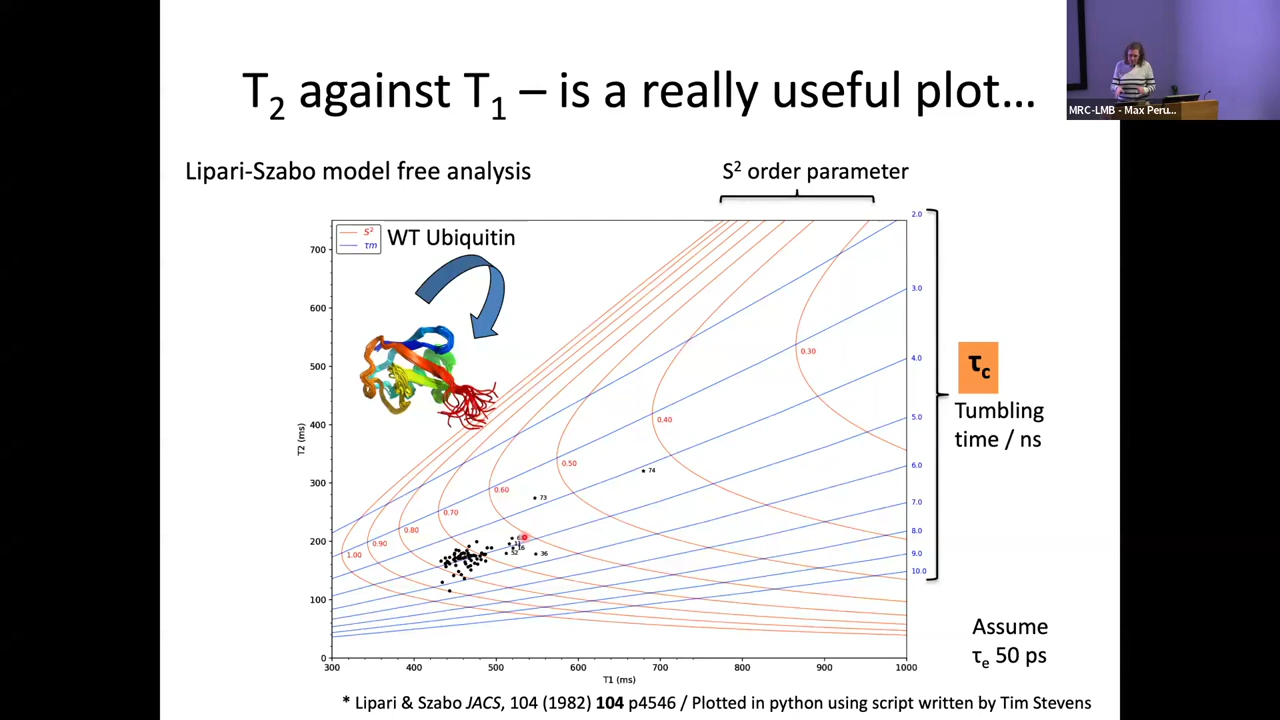 T2 against T1 – is a really useful plot...
MRC-LMB - Max Peru...
Lipari-Szabo model free analysis
S2 order parameter
S2
τm
WT Ubiquitin
2.0
3.0
4.0
5.0
6.0
7.0
8.0
9.0
10.0
0.30
0.40
0.50
0.60
0.70
0.80
0.90
1.00
74
73
11
16
52
36
τc
Tumbling
time / ns
Assume
τe 50 ps
T2 (ms)
700
600
500
400
300
200
100
0
300 400 500 600 700 800 900 1000
T1 (ms)
* Lipari & Szabo JACS, 104 (1982) 104 p4546 / Plotted in python using script written by Tim Stevens